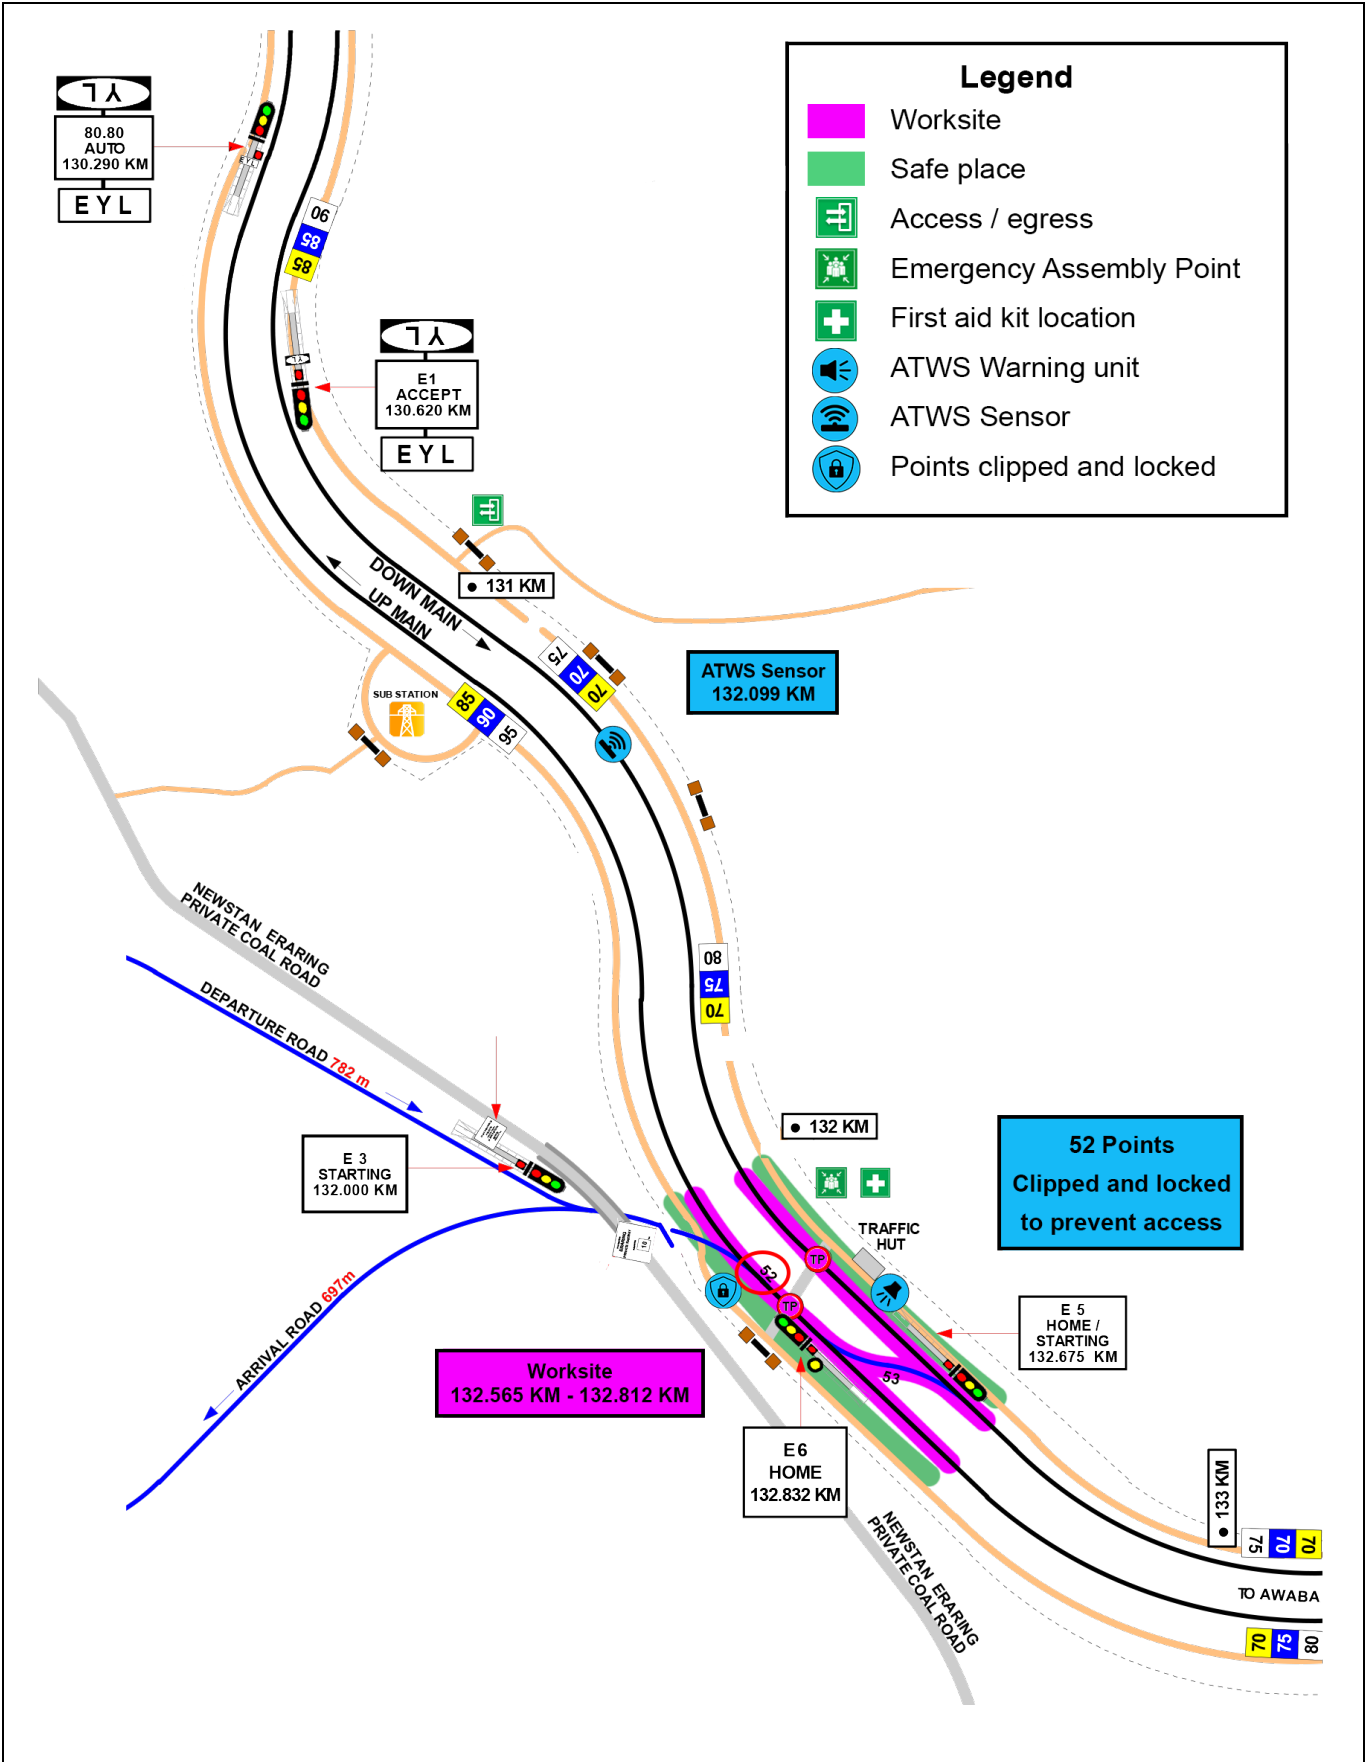 YL
80.80
AUTO
130.290 KM
EYL
EYL
90
85
85
YL
YL
E1
ACCEPT
130.620 KM
EYL
Legend
Worksite
Safe place
Access / egress
Emergency Assembly Point
First aid kit location
ATWS Warning unit
ATWS Sensor
Points clipped and locked
DOWN MAIN
UP MAIN
131 KM
75
70
70
ATWS Sensor
132.099 KM
SUB STATION
85
90
95
NEWSTAN ERARING
PRIVATE COAL ROAD
80
75
70
DEPARTURE ROAD 782 m
132 KM
E 3
STARTING
132.000 KM
52 Points
Clipped and locked
to prevent access
TRAFFIC
HUT
TP
52
TP
ARRIVAL ROAD 697m
E 5
HOME /
STARTING
132.675 KM
Worksite
132.565 KM - 132.812 KM
53
E6
HOME
132.832 KM
NEWSTAN ERARING
PRIVATE COAL ROAD
133 KM
75
70
70
TO AWABA
70
75
80